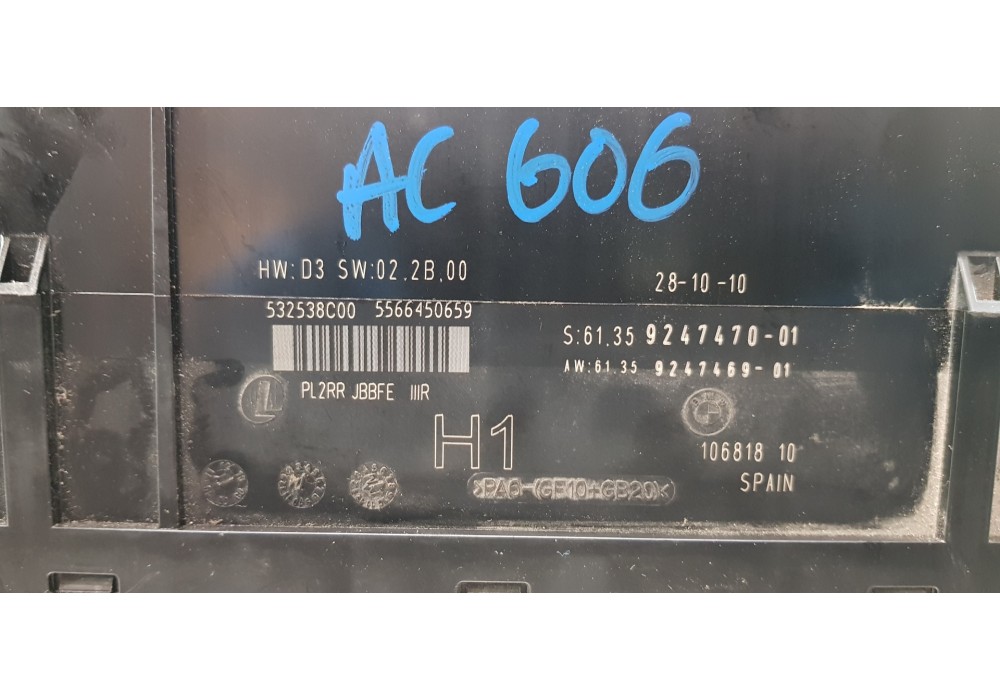 AC 606
HW:D3 SW:02.2B.00
28-10-10
532538C00 5566450659
S:61.35 9247470-01
AW:61.35 9247469-01
PL2RR JBBFE IIIR
H1
106818 10
>PA6-(GF10+GB20)<
SPAIN